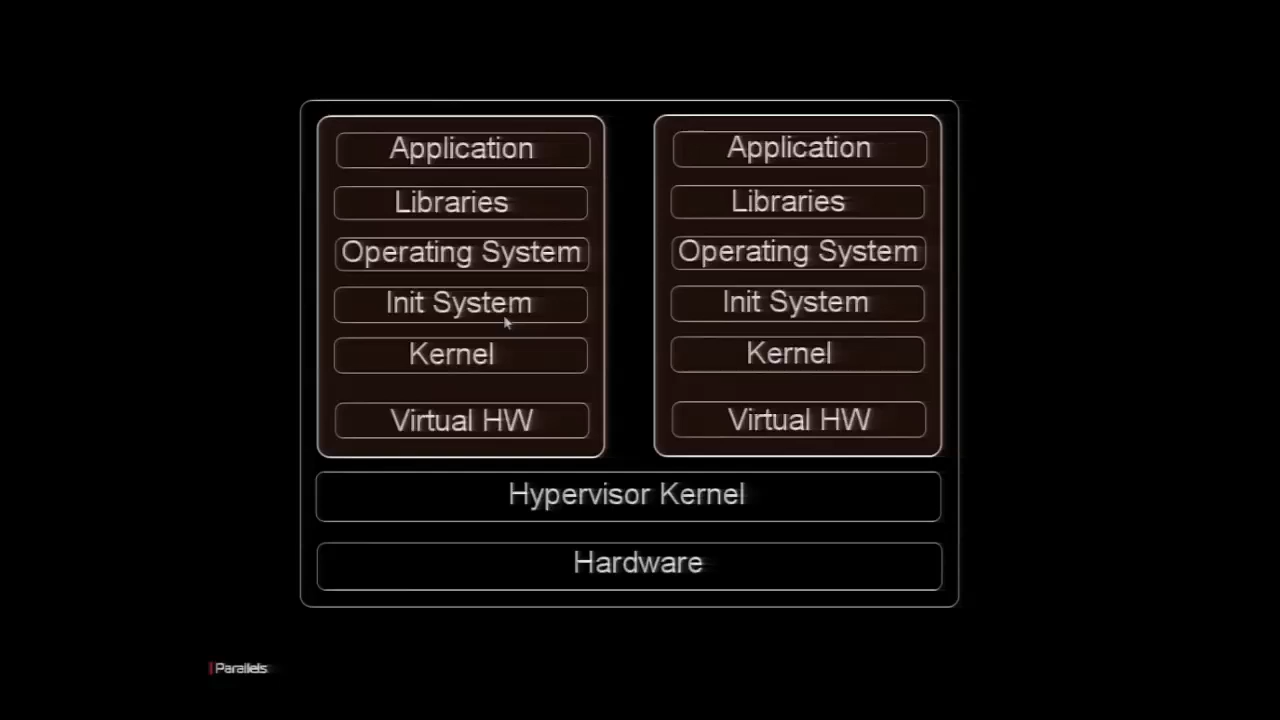 Application
Libraries
Operating System
Init System
Kernel
Virtual HW
Application
Libraries
Operating System
Init System
Kernel
Virtual HW
Hypervisor Kernel
Hardware
Parallels